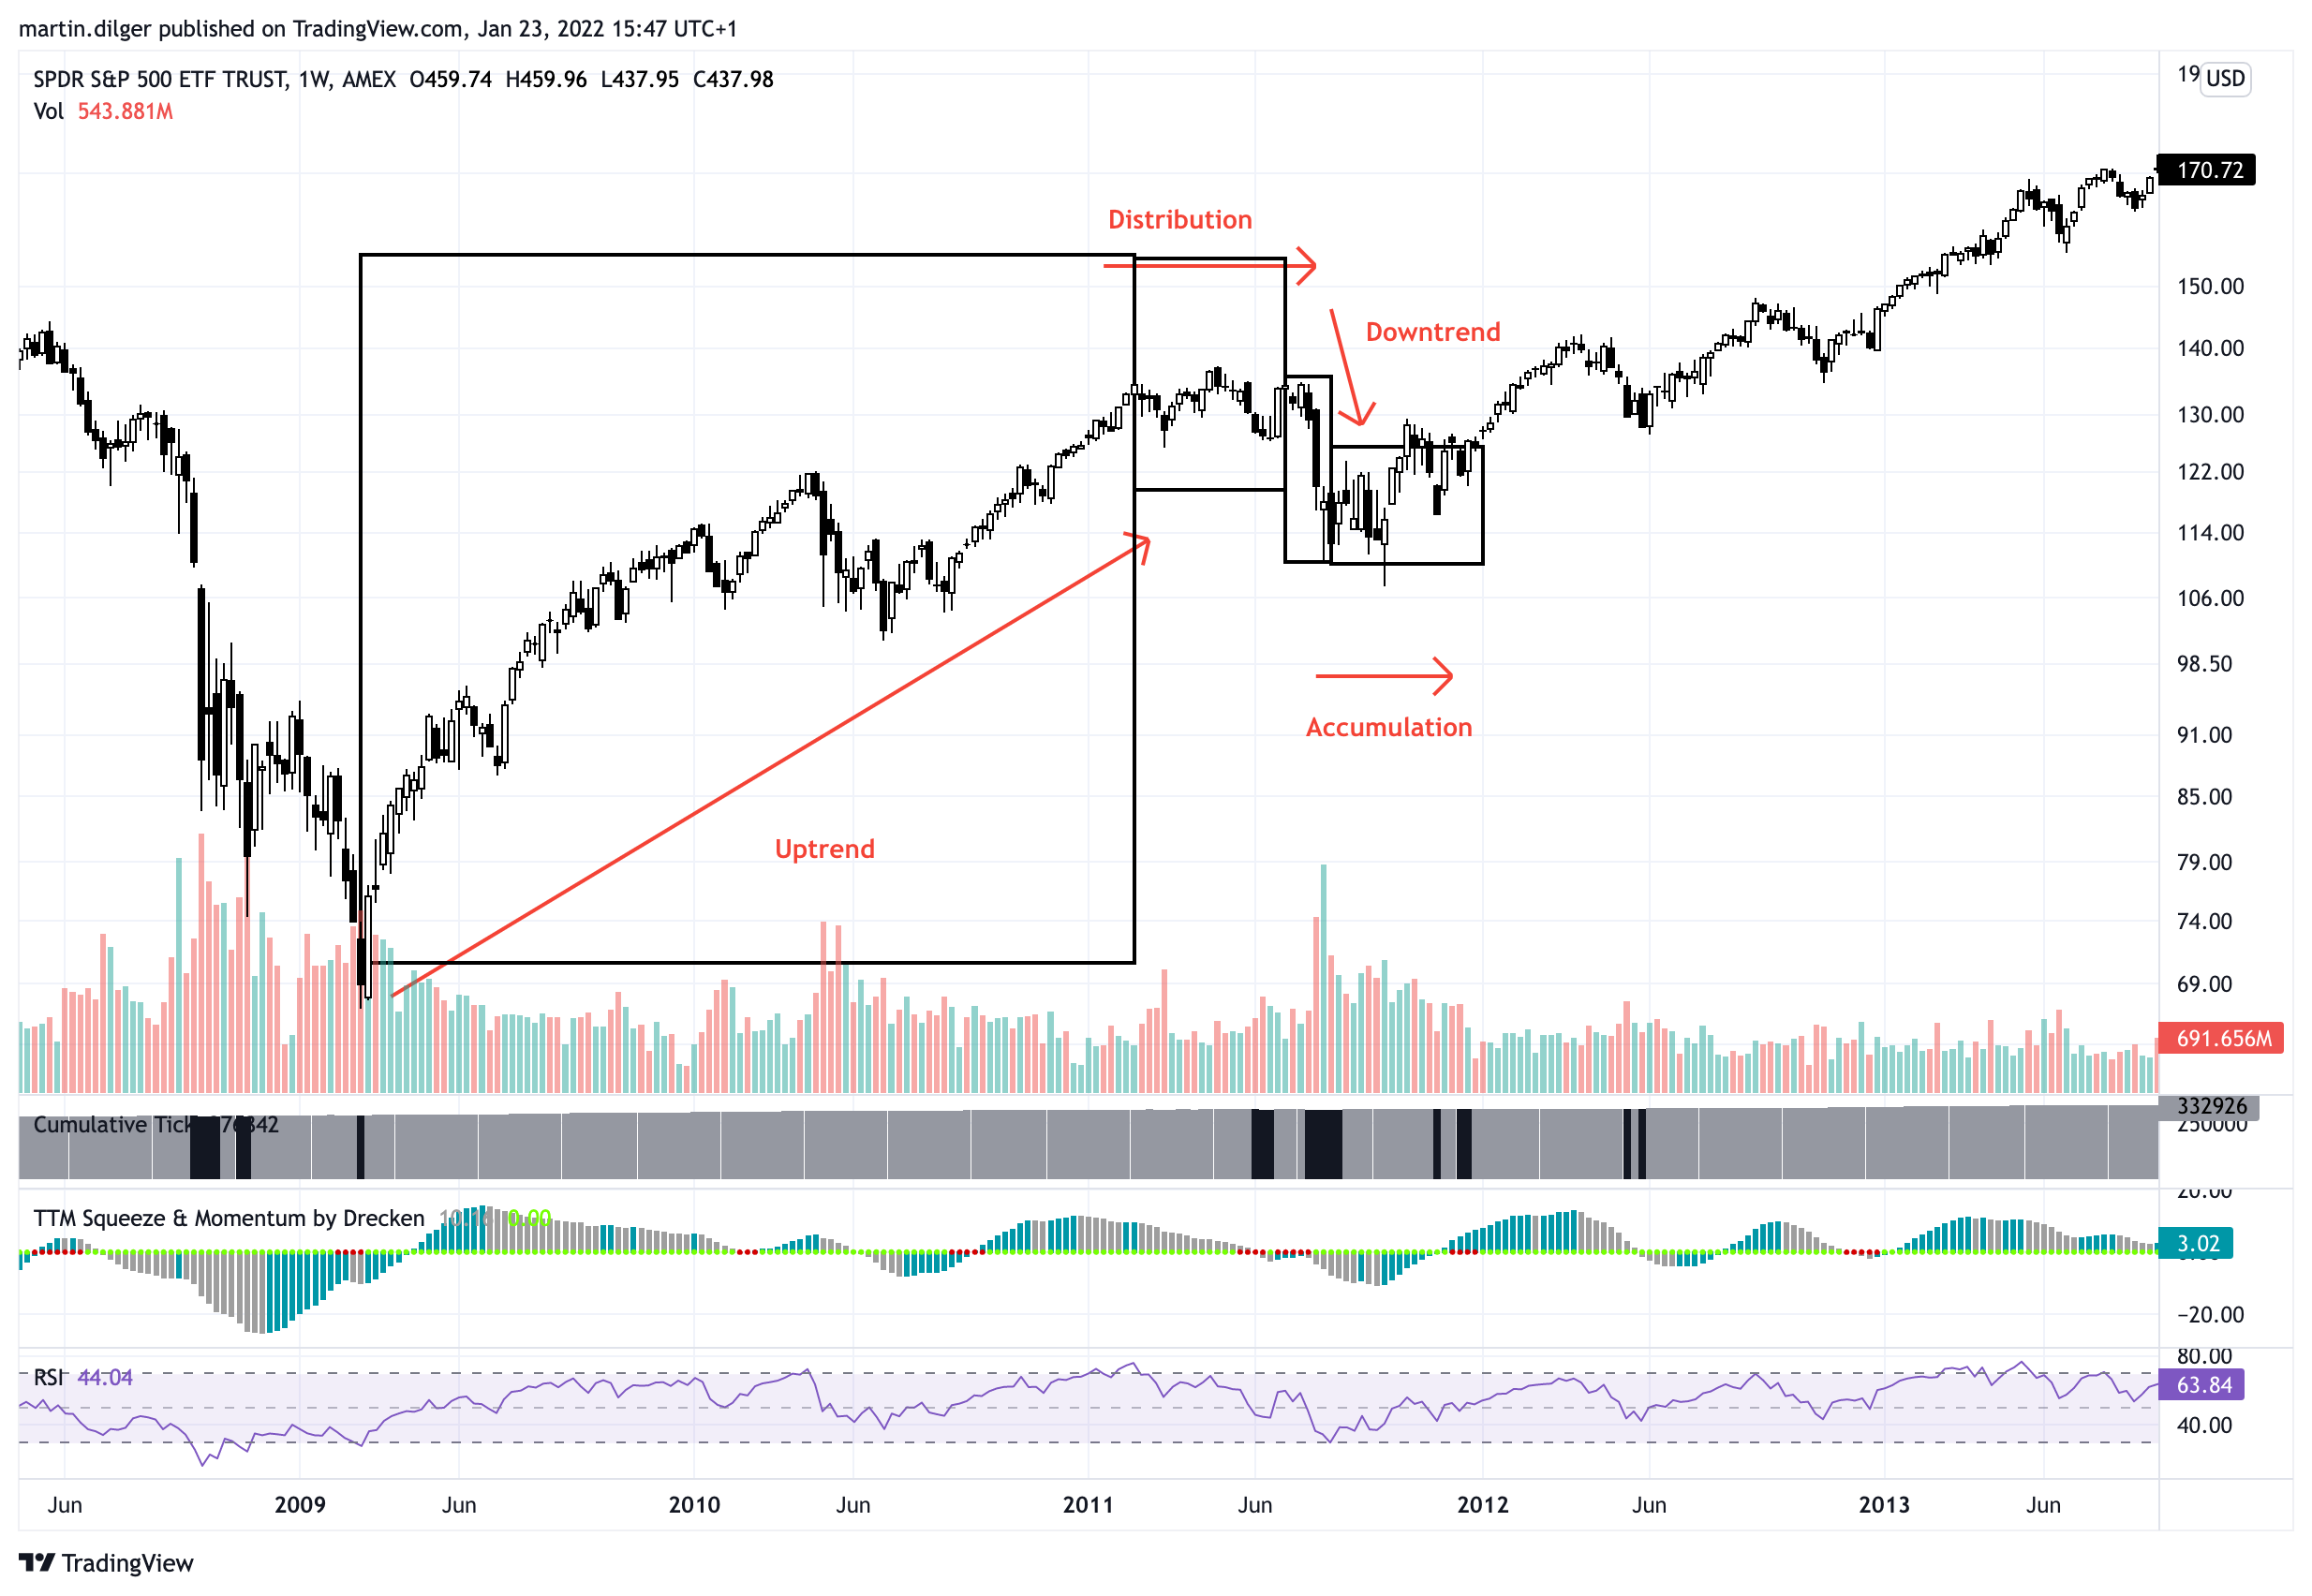 martin.dilger published on TradingView.com, Jan 23, 2022 15:47 UTC+1
SPDR S&P 500 ETF TRUST, 1W, AMEX O459.74 H459.96 L437.95 C437.98
Vol 543.881M
USD
170.72
Distribution
150.00
Downtrend
140.00
130.00
122.00
114.00
106.00
98.50
91.00
Accumulation
85.00
Uptrend
79.00
74.00
69.00
691.656M
332926
250000
Cumulative
20.00
TTM Squeeze & Momentum by Drecken 0.00
3.02
−20.00
80.00
RSI 44.04
63.84
40.00
Jun 2009 Jun 2010 Jun 2011 Jun 2012 Jun 2013 Jun
TradingView